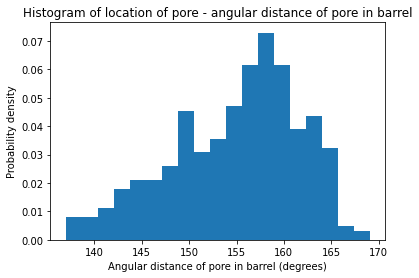 Histogram of location of pore - angular distance of pore in barrel
Probability density
0.07
0.06
0.05
0.04
0.03
0.02
0.01
0.00
140 145 150 155 160 165 170
Angular distance of pore in barrel (degrees)